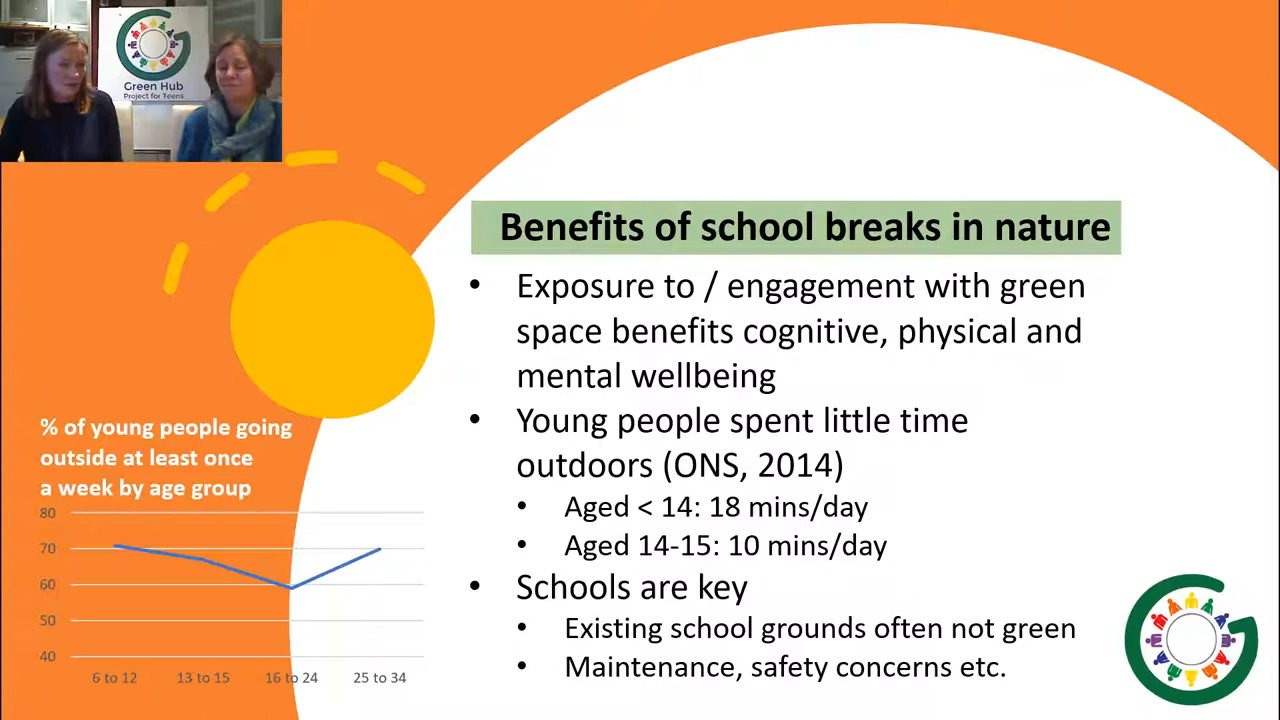 Green Hub
Project for Teens
Benefits of school breaks in nature
• Exposure to / engagement with green
space benefits cognitive, physical and
mental wellbeing
• Young people spent little time
outdoors (ONS, 2014)
• Aged < 14: 18 mins/day
• Aged 14-15: 10 mins/day
• Schools are key
• Existing school grounds often not green
• Maintenance, safety concerns etc.
% of young people going
outside at least once
a week by age group
80
70
60
50
40
6 to 12 13 to 15 16 to 24 25 to 34